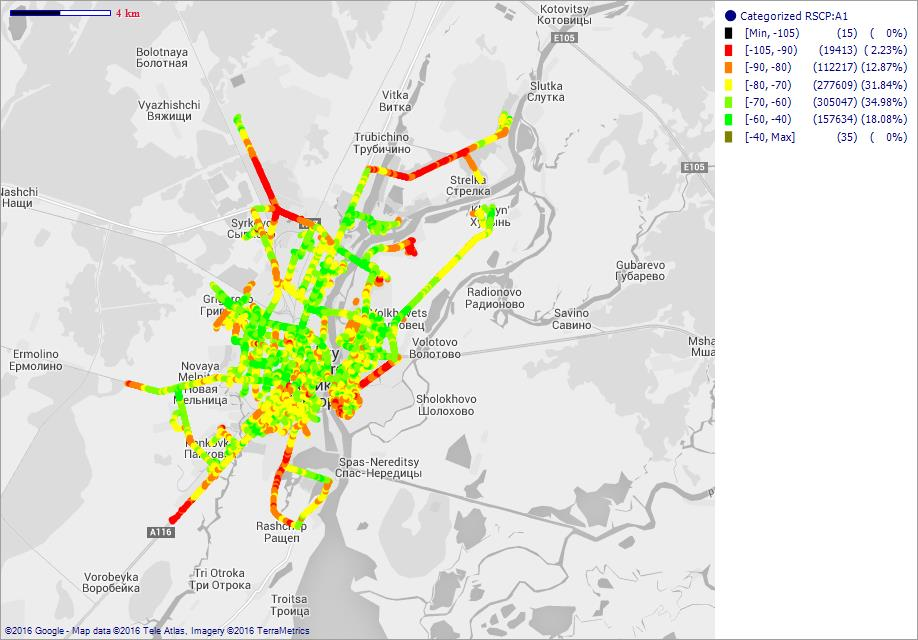 4 km
Kotovitsy
Котовицы
E105
Bolotnaya
Болотная
Slutka
Слутка
Vitka
Витка
Vyazhishchi
Вяжищи
Trubichino
Трубичино
E105
Strelka
Стрелка
Нащи
Gubarevo
Губарево
Radionovo
Радионово
Savino
Савино
Volotovo
Волотово
Ermolino
Ермолино
Novaya
Новая
Мельница
Sholokhovo
Шолохово
Spas-Nereditsy
Спас-Нередицы
A116
Ращеп
Vorobeyka
Воробейка
Tri Otroka
Три Отрока
Troitsa
Троица
©2016 Google - Map data ©2016 Tele Atlas, Imagery ©2016 TerraMetrics
Categorized RSCP:A1
[Min, -105) (15) ( 0%)
[-105, -90) (19413) ( 2.23%)
[-90, -80) (112217) (12.87%)
[-80, -70) (277609) (31.84%)
[-70, -60) (305047) (34.98%)
[-60, -40) (157634) (18.08%)
[-40, Max] (35) ( 0%)